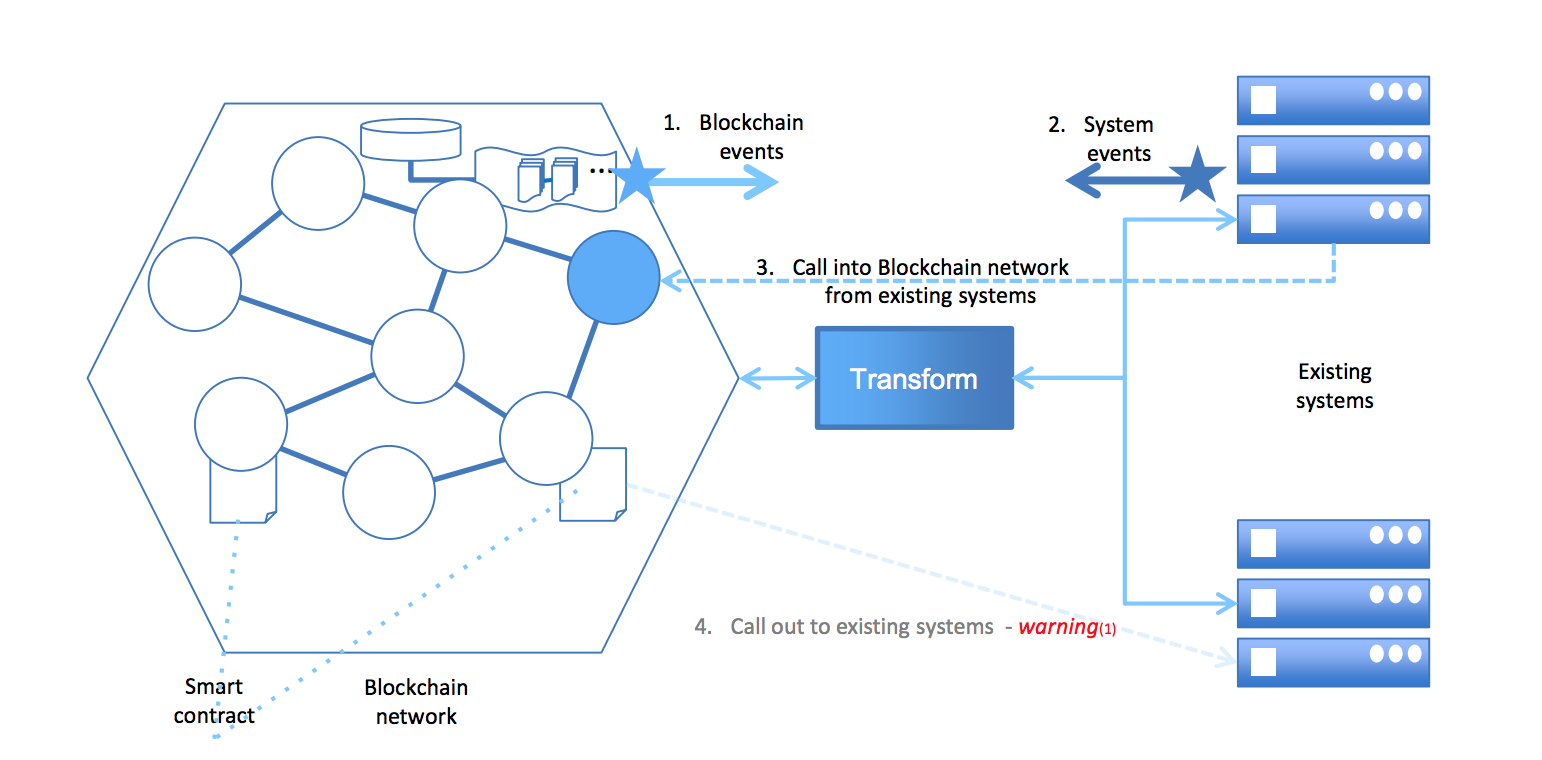 1. Blockchain
events
2. System
events
3. Call into Blockchain network
from existing systems
Transform
Existing
systems
4. Call out to existing systems - warning(1)
Smart
contract
Blockchain
network
...